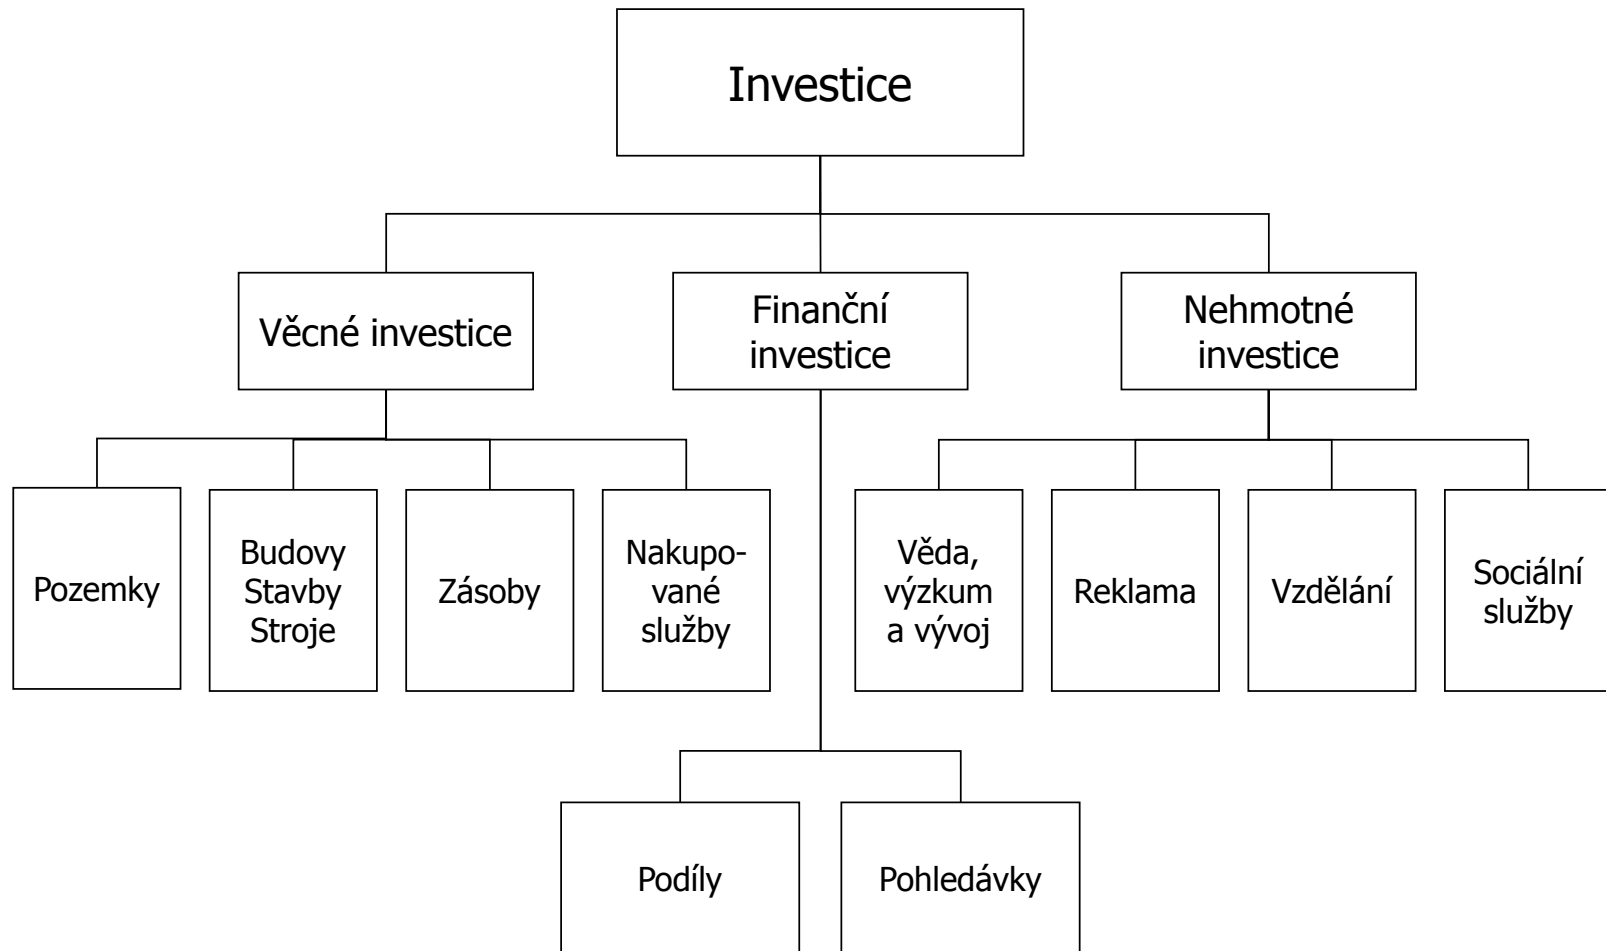 Investice
Věcné investice
Finanční
investice
Nehmotné
investice
Pozemky
Budovy
Stavby
Stroje
Zásoby
Nakupo-
vané
služby
Věda,
výzkum
a vývoj
Reklama
Vzdělání
Sociální
služby
Podíly
Pohledávky